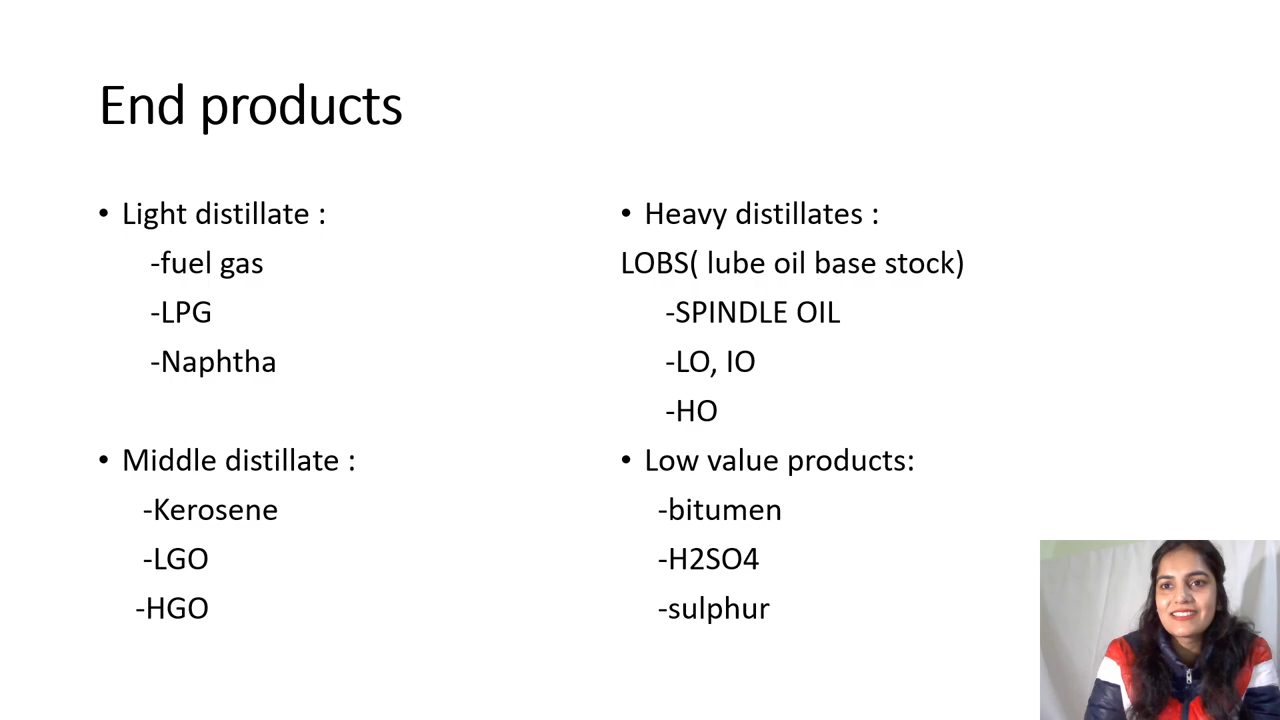 End products
• Light distillate :
-fuel gas
-LPG
-Naphtha
• Middle distillate :
-Kerosene
-LGO
-HGO
• Heavy distillates :
LOBS( lube oil base stock)
-SPINDLE OIL
-LO, IO
-HO
• Low value products:
-bitumen
-H2SO4
-sulphur